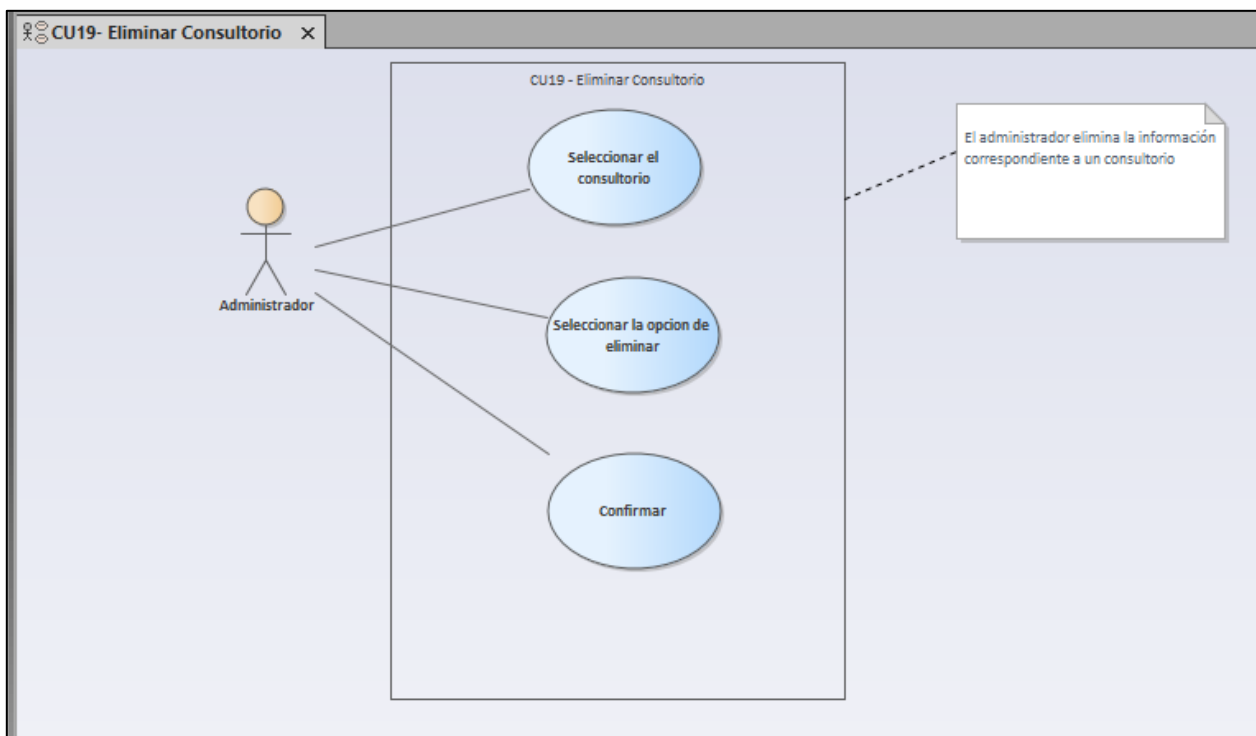 CU19- Eliminar Consultorio
CU19 - Eliminar Consultorio
Seleccionar el
consultorio
El administrador elimina la información
correspondiente a un consultorio
Administrador
Seleccionar la opcion de
eliminar
Confirmar